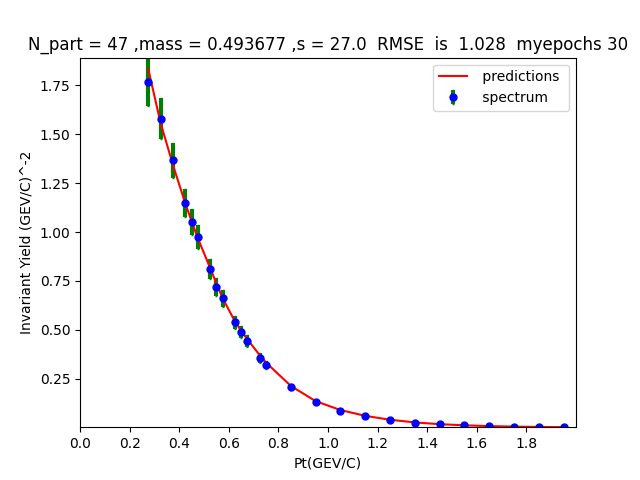 N_part = 47 ,mass = 0.493677 ,s = 27.0  RMSE  is  1.028  myepochs 30
predictions
spectrum
Invariant Yield (GEV/C)^-2
1.75
1.50
1.25
1.00
0.75
0.50
0.25
0.0 0.2 0.4 0.6 0.8 1.0 1.2 1.4 1.6 1.8
Pt(GEV/C)